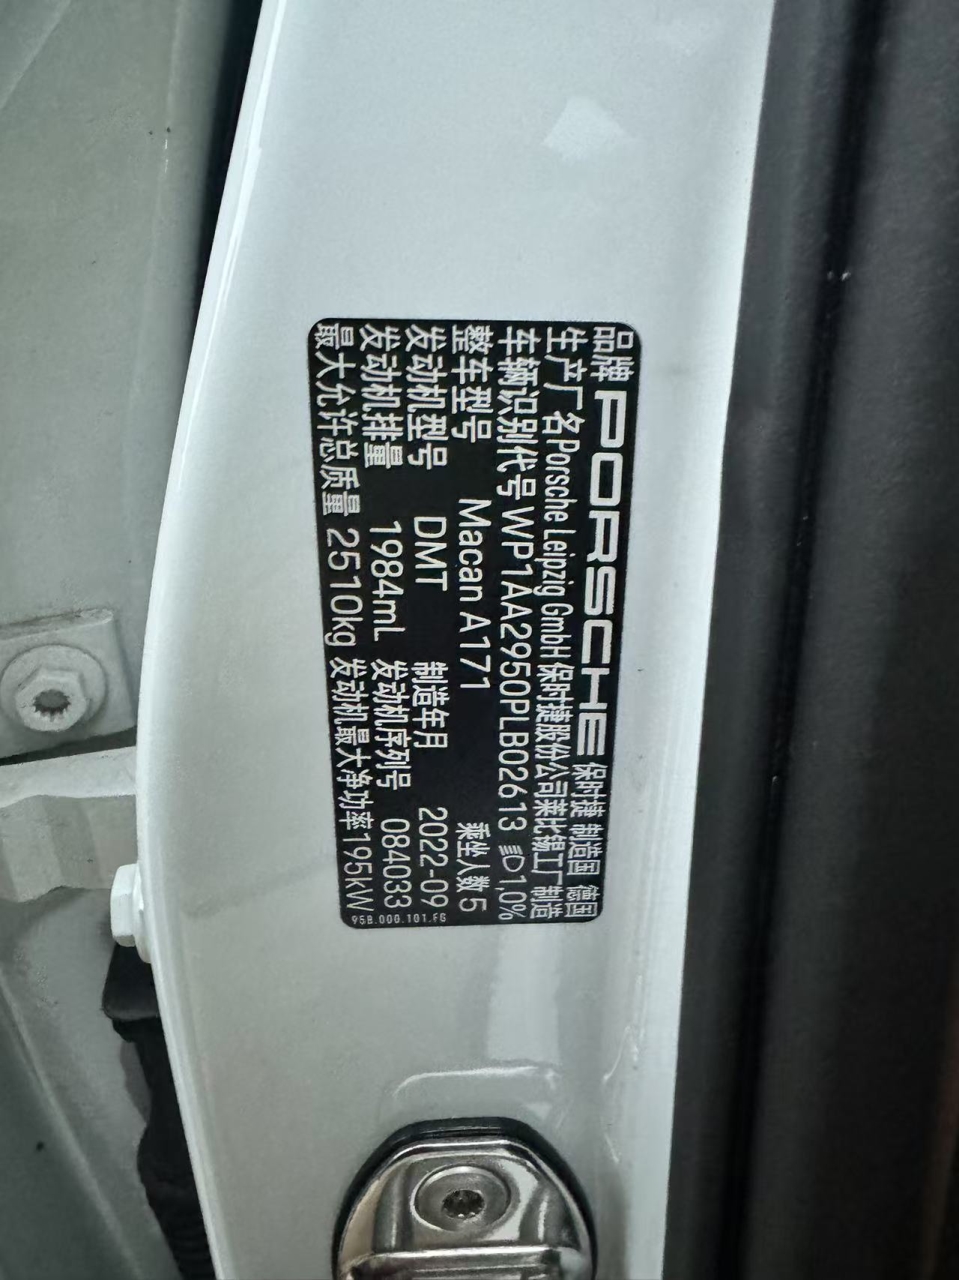 品牌 PORSCHE 保时捷 制造国 德国
生产厂名 Porsche Leipzig GmbH 保时捷股份公司莱比锡工厂制造
车辆识别代号 WP1AA2950PLB02613 1,0%
整车型号 Macan A171 乘坐人数 5
发动机型号 DMT 制造年月 2022-09
发动机排量 1984mL 发动机序列号 084033
最大允许总质量 2510kg 发动机最大净功率 195kW
95B.000.101.FG